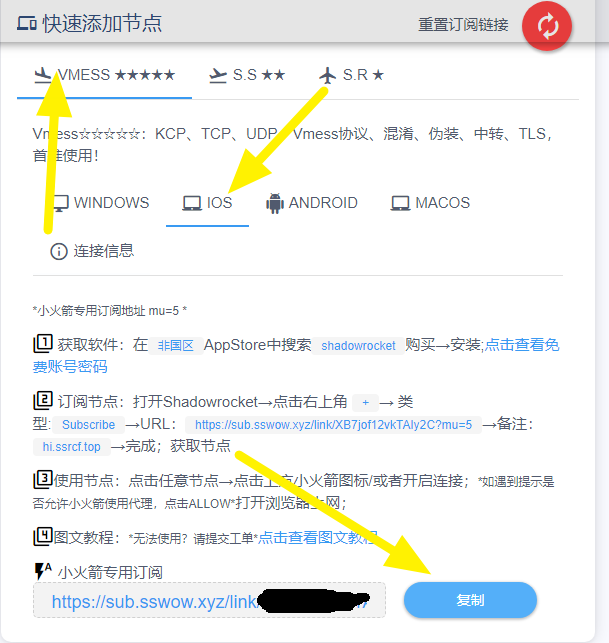 快速添加节点 重置订阅链接
VMESS ★★★★★ S.S ★★ S.R ★
Vmess☆☆☆☆☆：KCP、TCP、UDP、Vmess协议、混淆、伪装、中转、TLS，
首推使用！
WINDOWS IOS ANDROID MACOS
连接信息
*小火箭专用订阅地址 mu=5 *
1 获取软件：在 非国区 AppStore中搜索 shadowrocket 购买→安装;点击查看免
费账号密码
2 订阅节点：打开Shadowrocket→点击右上角 + → 类
型: Subscribe →URL： https://sub.sswow.xyz/link/XB7jof12vkTAly2C?mu=5 →备注：
hi.ssrcf.top →完成；获取节点
3使用节点：点击任意节点→点击上方小火箭图标/或者开启连接；*如遇到提示是
否允许小火箭使用代理，点击ALLOW*打开浏览器上网；
4图文教程：*无法使用？请提交工单*点击查看图文教程
小火箭专用订阅
https://sub.sswow.xyz/link 复制